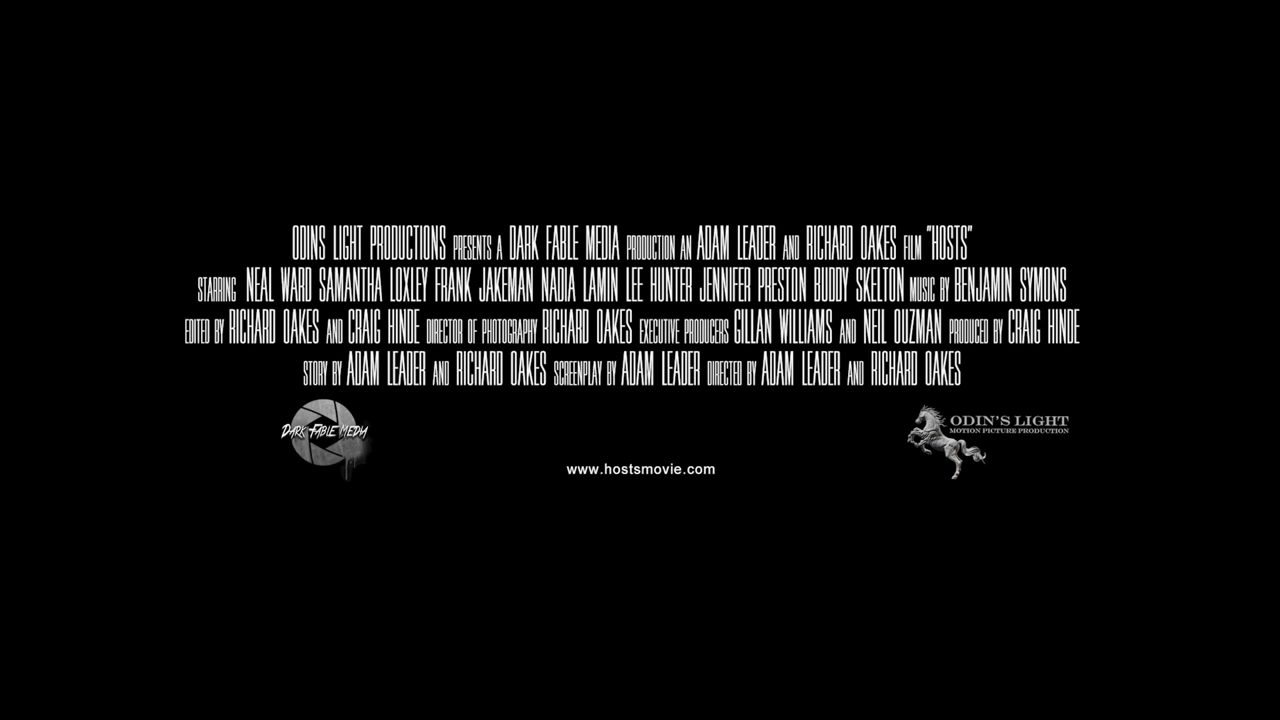 ODINS LIGHT PRODUCTIONS PRESENTS A DARK FABLE MEDIA PRODUCTION AN ADAM LEADER AND RICHARD OAKES FILM "HOSTS"
STARRING NEAL WARD SAMANTHA LOXLEY FRANK JAKEMAN NADIA LAMIN LEE HUNTER JENNIFER PRESTON BUDDY SKELTON MUSIC BY BENJAMIN SYMONS
EDITED BY RICHARD OAKES AND CRAIG HINDE DIRECTOR OF PHOTOGRAPHY RICHARD OAKES EXECUTIVE PRODUCERS GILLAN WILLIAMS AND NEIL OUZMAN PRODUCED BY CRAIG HINDE
STORY BY ADAM LEADER AND RICHARD OAKES SCREENPLAY BY ADAM LEADER DIRECTED BY ADAM LEADER AND RICHARD OAKES
DARK FABLE MEDIA
ODIN'S LIGHT
MOTION PICTURE PRODUCTION
www.hostsmovie.com